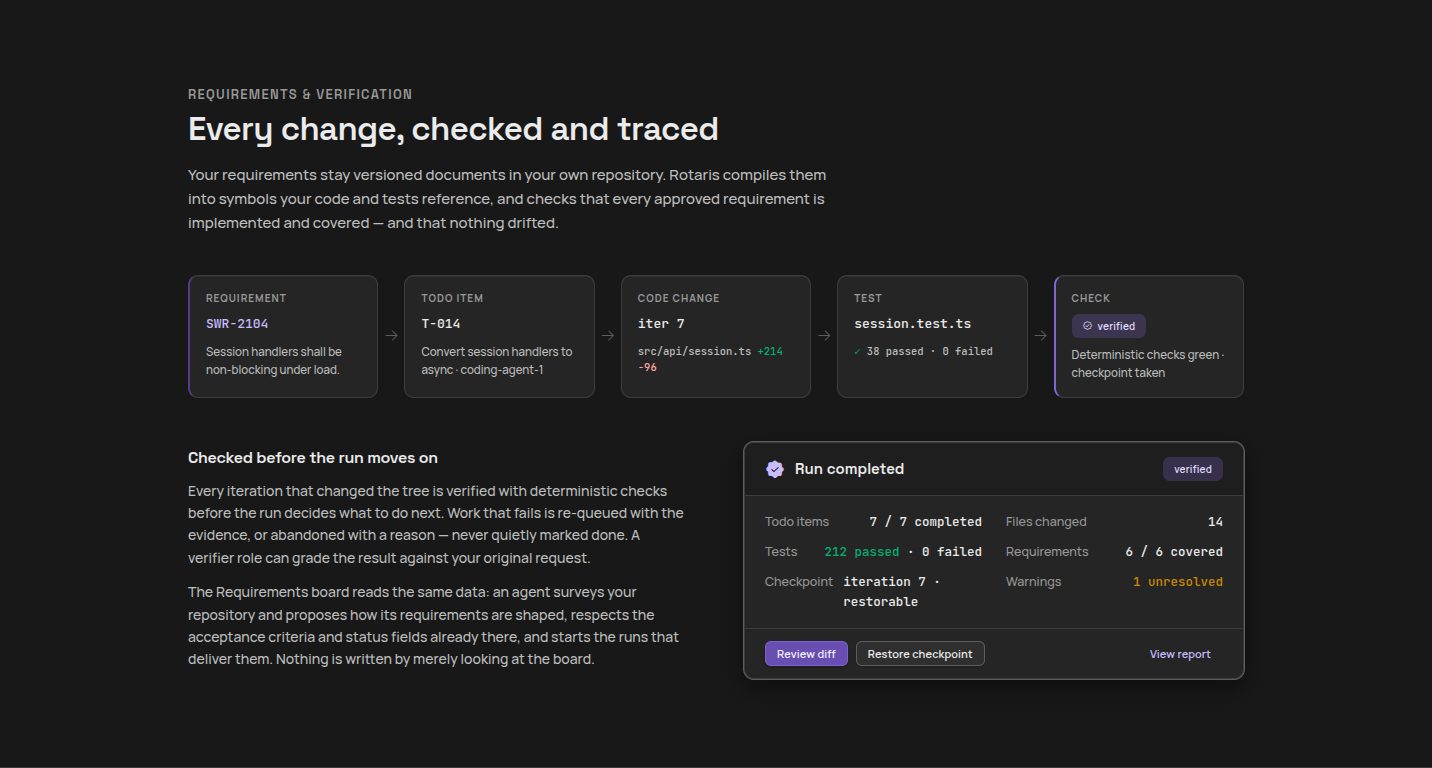 REQUIREMENTS & VERIFICATION
Every change, checked and traced
Your requirements stay versioned documents in your own repository. Rotaris compiles them
into symbols your code and tests reference, and checks that every approved requirement is
implemented and covered — and that nothing drifted.
REQUIREMENT
SWR-2104
Session handlers shall be
non-blocking under load.
→
TODO ITEM
T-014
Convert session handlers to
async · coding-agent-1
→
CODE CHANGE
iter 7
src/api/session.ts +214
-96
→
TEST
session.test.ts
✓ 38 passed · 0 failed
→
CHECK
verified
Deterministic checks green ·
checkpoint taken
Checked before the run moves on
Every iteration that changed the tree is verified with deterministic checks
before the run decides what to do next. Work that fails is re-queued with the
evidence, or abandoned with a reason — never quietly marked done. A
verifier role can grade the result against your original request.
The Requirements board reads the same data: an agent surveys your
repository and proposes how its requirements are shaped, respects the
acceptance criteria and status fields already there, and starts the runs that
deliver them. Nothing is written by merely looking at the board.
Run completed verified
Todo items 7 / 7 completed Files changed 14
Tests 212 passed · 0 failed Requirements 6 / 6 covered
Checkpoint iteration 7 · Warnings 1 unresolved
restorable
Review diff Restore checkpoint View report